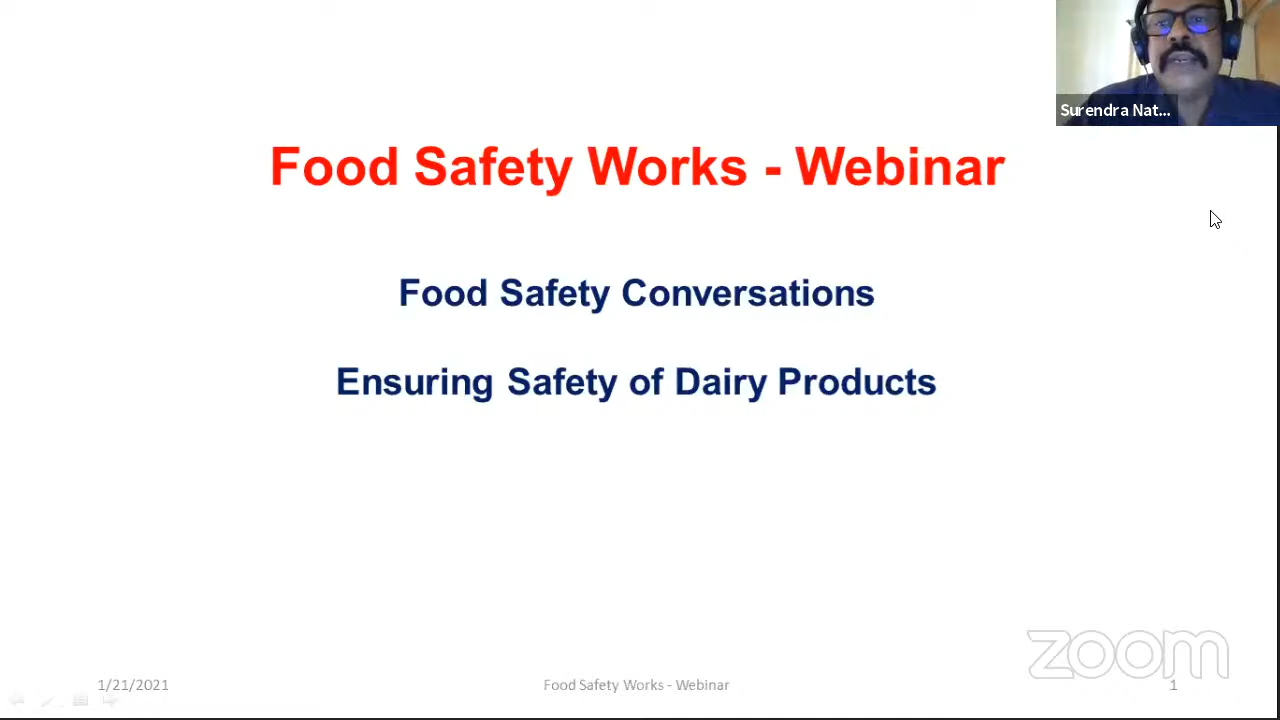 Surendra Nat...
Food Safety Works - Webinar
Food Safety Conversations
Ensuring Safety of Dairy Products
zoom
1/21/2021
Food Safety Works - Webinar
1